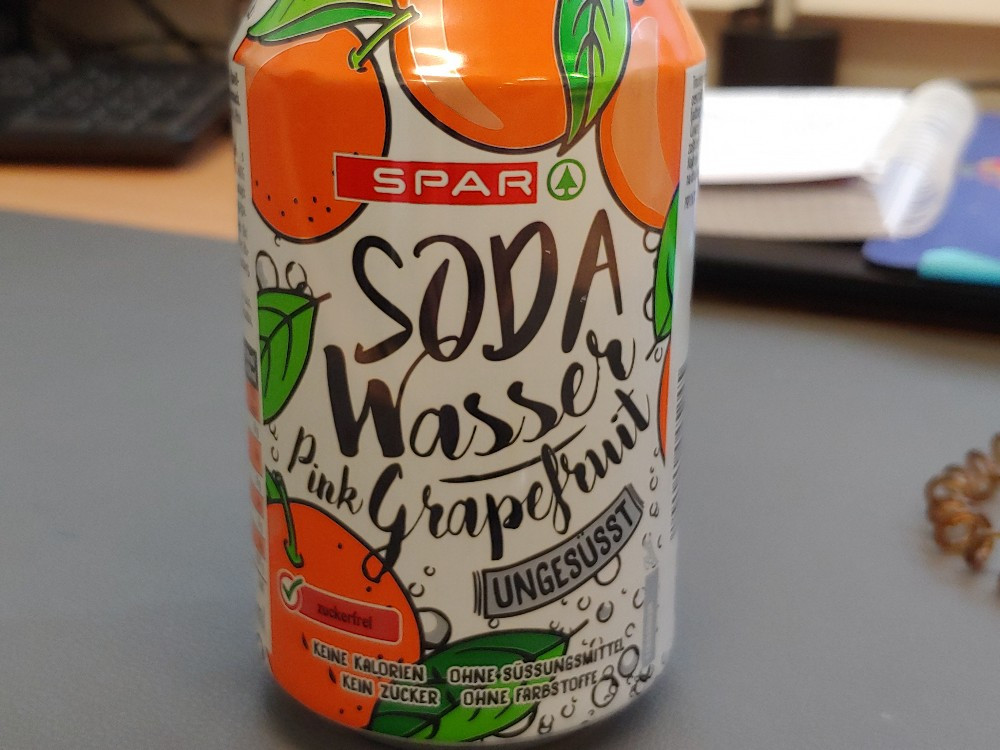 SPAR
SODA
Wasser
Pink Grapefruit
UNGESÜSST
zuckerfrei
KEINE KALORIEN OHNE SÜSSUNGSMITTEL
KEIN ZUCKER OHNE FARBSTOFFE